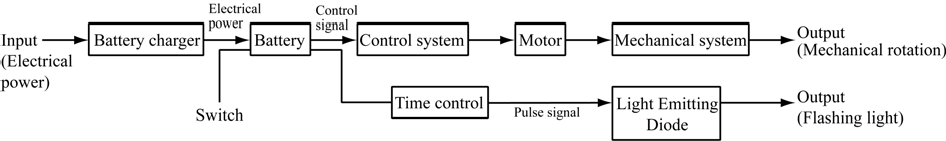 Electrical
power
Control
signal
Input
(Electrical
power)
Battery charger
Battery
Control system
Motor
Mechanical system
Output
(Mechanical rotation)
Switch
Time control
Pulse signal
Light Emitting
Diode
Output
(Flashing light)